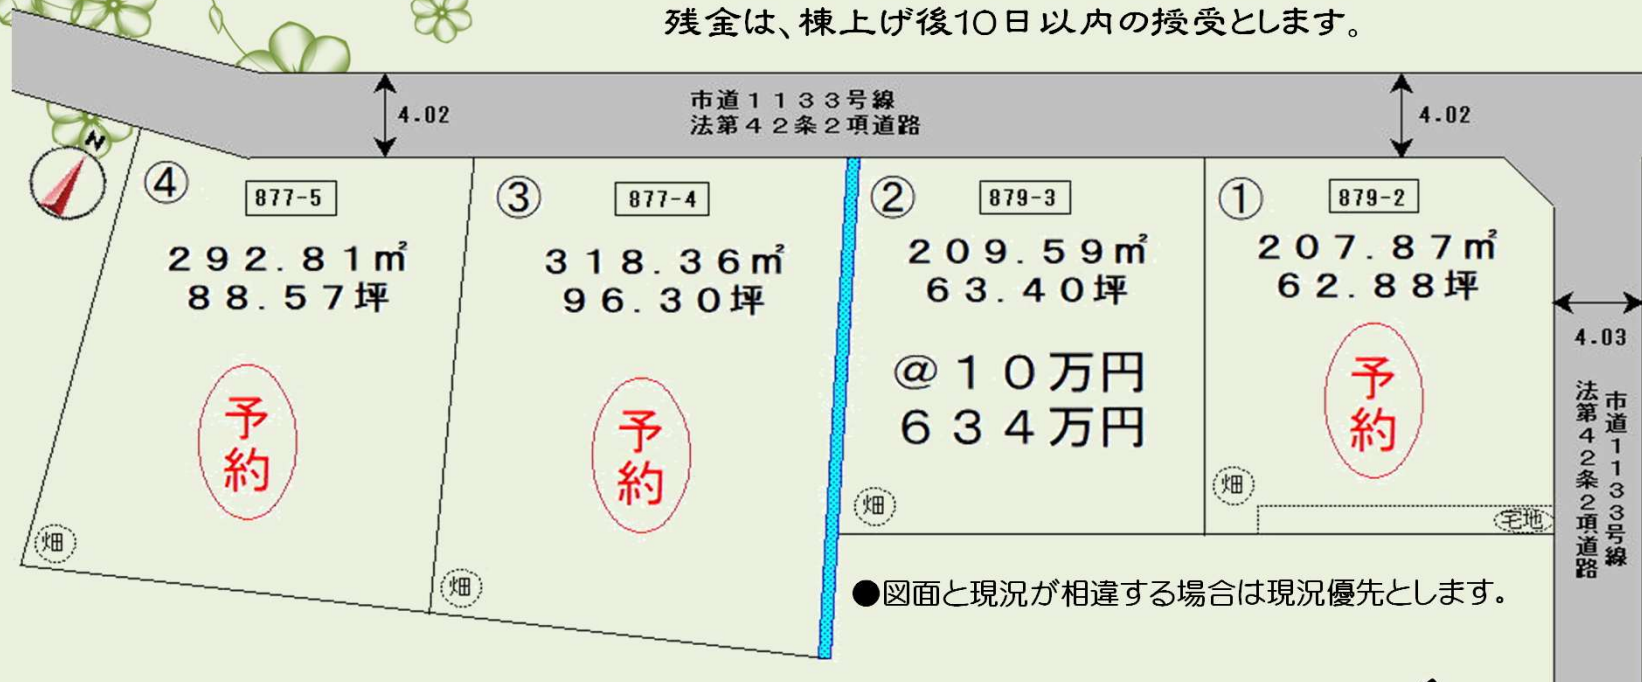 残金は、棟上げ後10日以内の授受とします。
市道１１３３号線
法第４２条２項道路
4.02
4.02
N
④
877-5
２９２.８１㎡
８８.５７坪
予約
畑
③
877-4
３１８.３６㎡
９６.３０坪
予約
畑
②
879-3
２０９.５９㎡
６３.４０坪
＠１０万円
６３４万円
畑
①
879-2
２０７.８７㎡
６２.８８坪
予約
畑
宅地
4.03
市道１１３３号線
法第４２条２項道路
●図面と現況が相違する場合は現況優先とします。